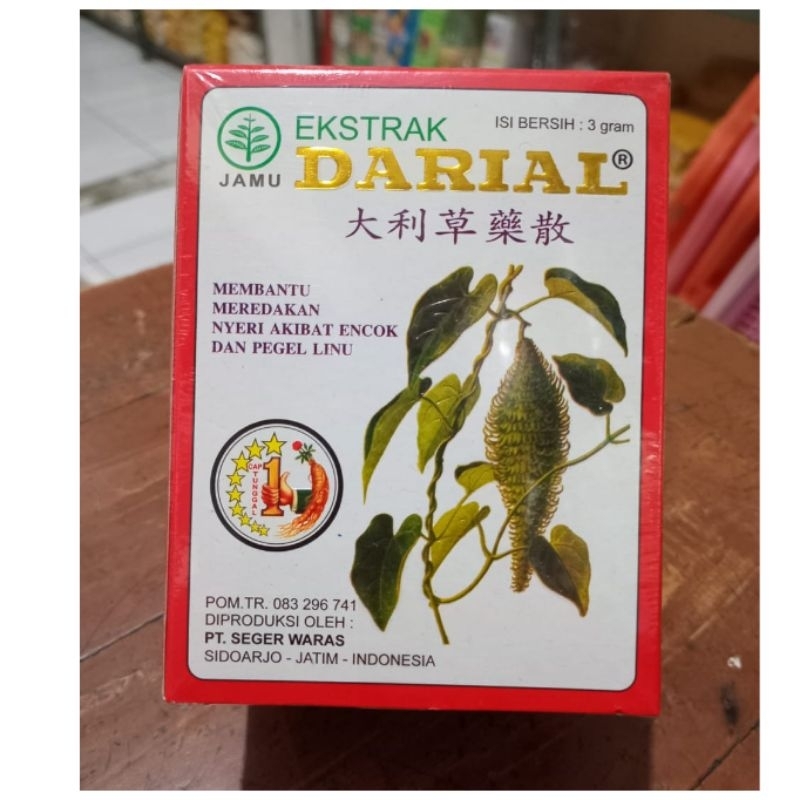 EKSTRAK
ISI BERSIH : 3 gram
JAMU
DARIAL®
大利草藥散
MEMBANTU
MEREDAKAN
NYERI AKIBAT ENCOK
DAN PEGEL LINU
CAP
TUNGGAL
1
POM.TR. 083 296 741
DIPRODUKSI OLEH :
PT. SEGER WARAS
SIDOARJO - JATIM - INDONESIA